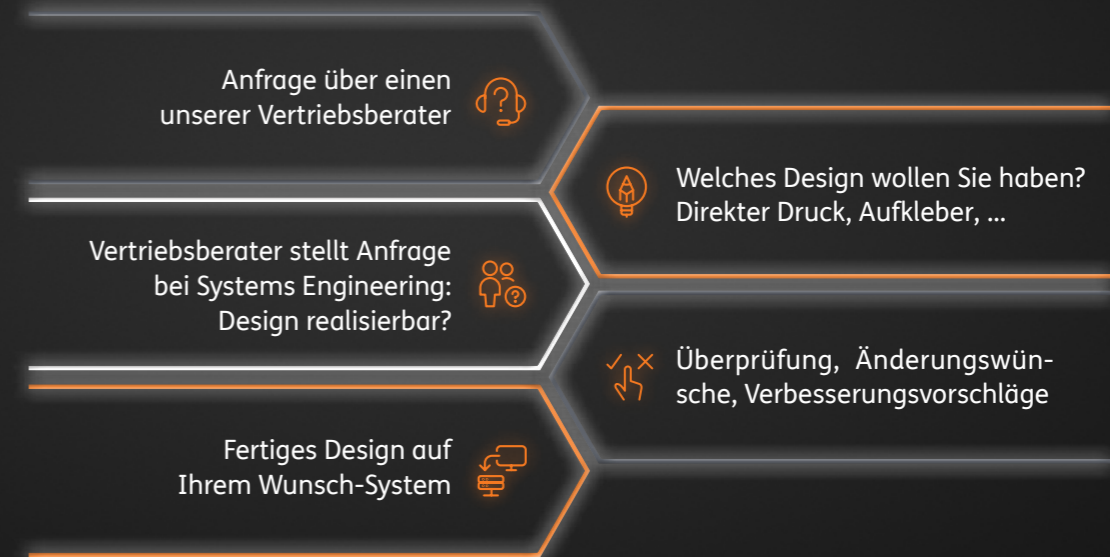 Anfrage über einen
unserer Vertriebsberater
Welches Design wollen Sie haben?
Direkter Druck, Aufkleber, ...
Vertriebsberater stellt Anfrage
bei Systems Engineering:
Design realisierbar?
Überprüfung, Änderungswün-
sche, Verbesserungsvorschläge
Fertiges Design auf
Ihrem Wunsch-System